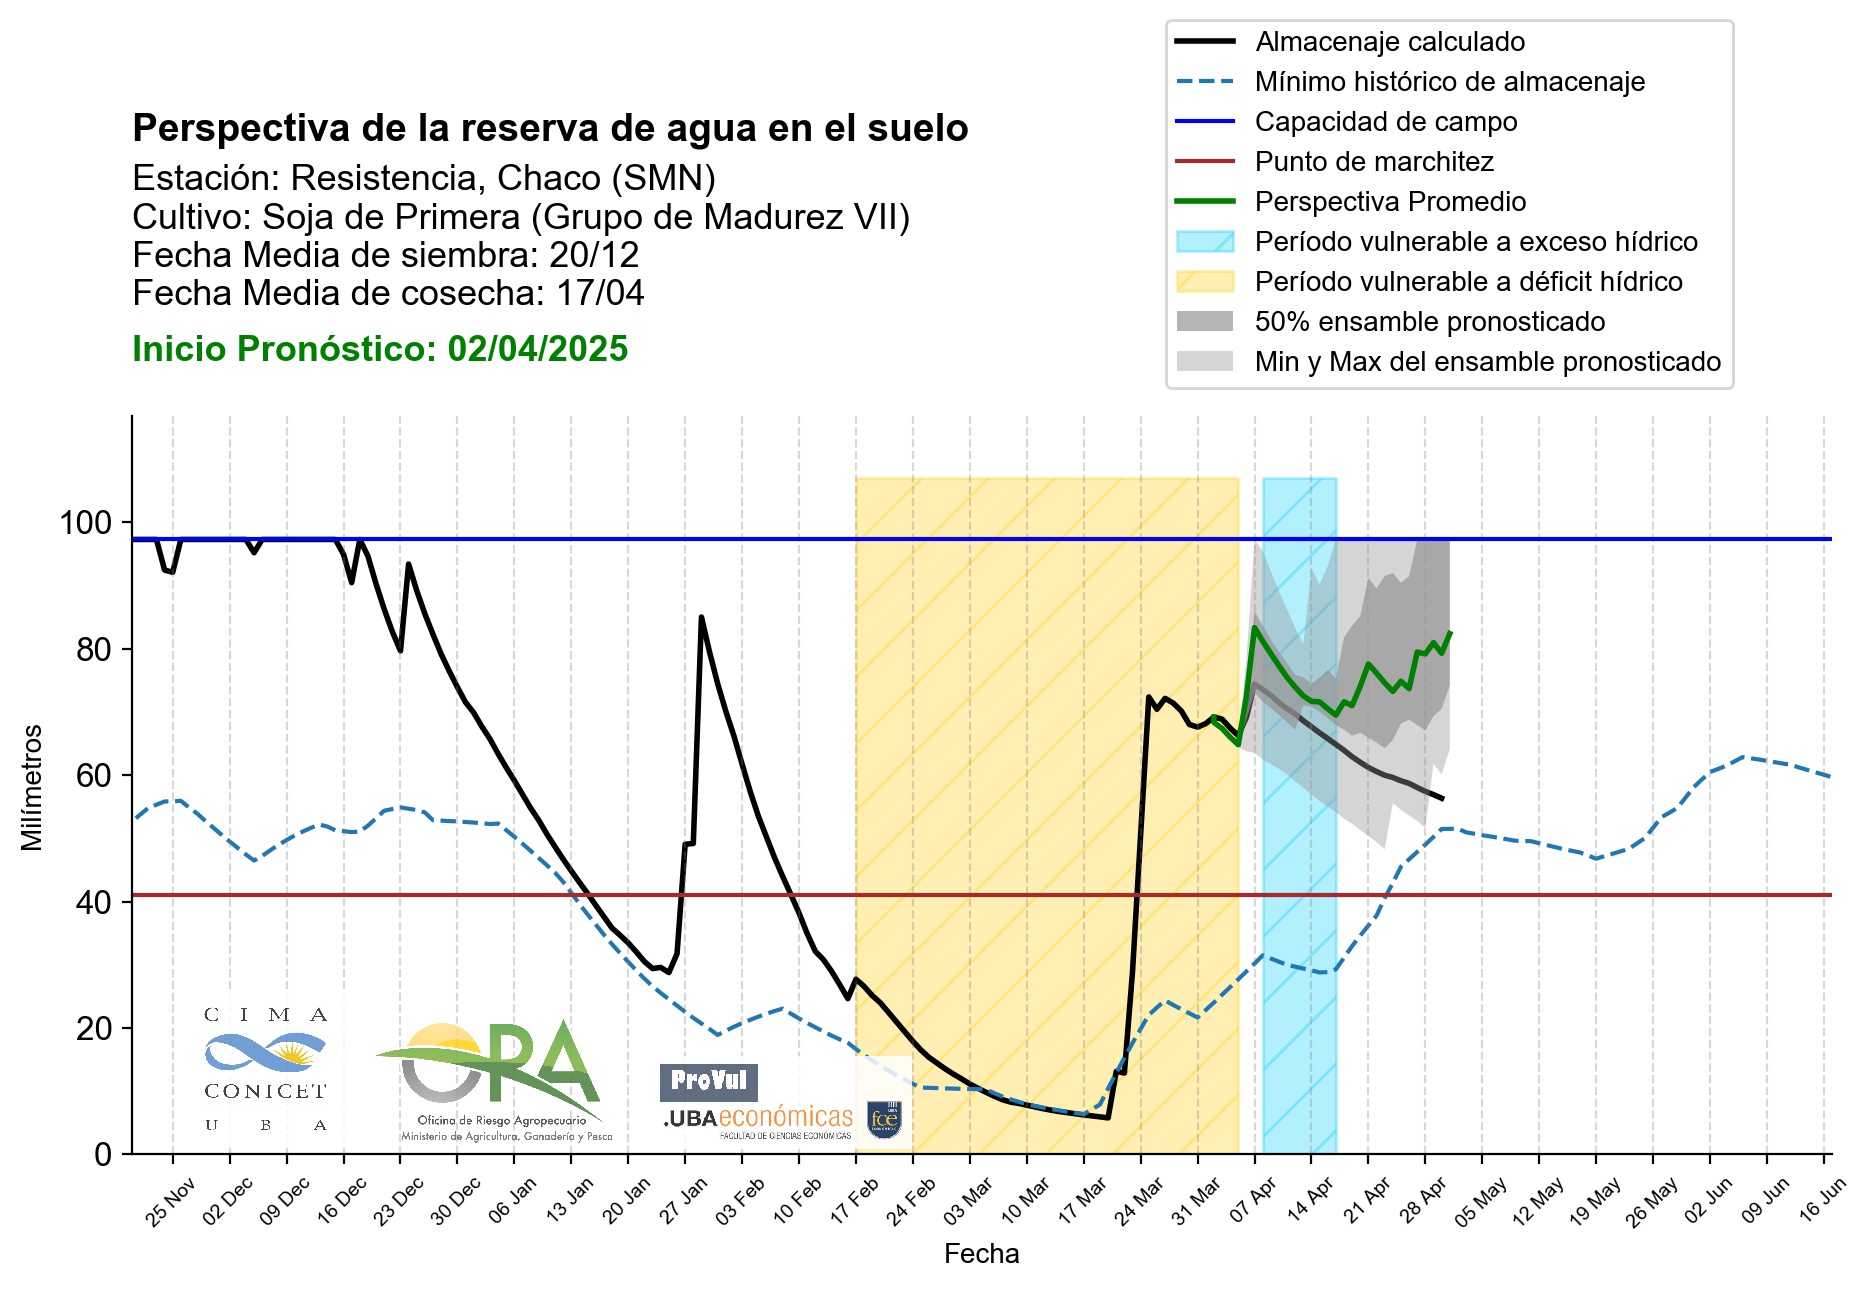 Almacenaje calculado
Mínimo histórico de almacenaje
Capacidad de campo
Punto de marchitez
Perspectiva Promedio
Período vulnerable a exceso hídrico
Período vulnerable a déficit hídrico
50% ensamble pronosticado
Min y Max del ensamble pronosticado
Perspectiva de la reserva de agua en el suelo
Estación: Resistencia, Chaco (SMN)
Cultivo: Soja de Primera (Grupo de Madurez VII)
Fecha Media de siembra: 20/12
Fecha Media de cosecha: 17/04
Inicio Pronóstico: 02/04/2025
Milímetros
100
80
60
40
20
0
CIMA
CONICET
UBA
ORA
Oficina de Riesgo Agropecuario
Ministerio de Agricultura, Ganadería y Pesca
ProVul
.UBAeconómicas
FACULTAD DE CIENCIAS ECONÓMICAS
UBA
fce
ECONÓMICAS
25 Nov
02 Dec
09 Dec
16 Dec
23 Dec
30 Dec
06 Jan
13 Jan
20 Jan
27 Jan
03 Feb
10 Feb
17 Feb
24 Feb
03 Mar
10 Mar
17 Mar
24 Mar
31 Mar
07 Apr
14 Apr
21 Apr
28 Apr
05 May
12 May
19 May
26 May
02 Jun
09 Jun
16 Jun
Fecha